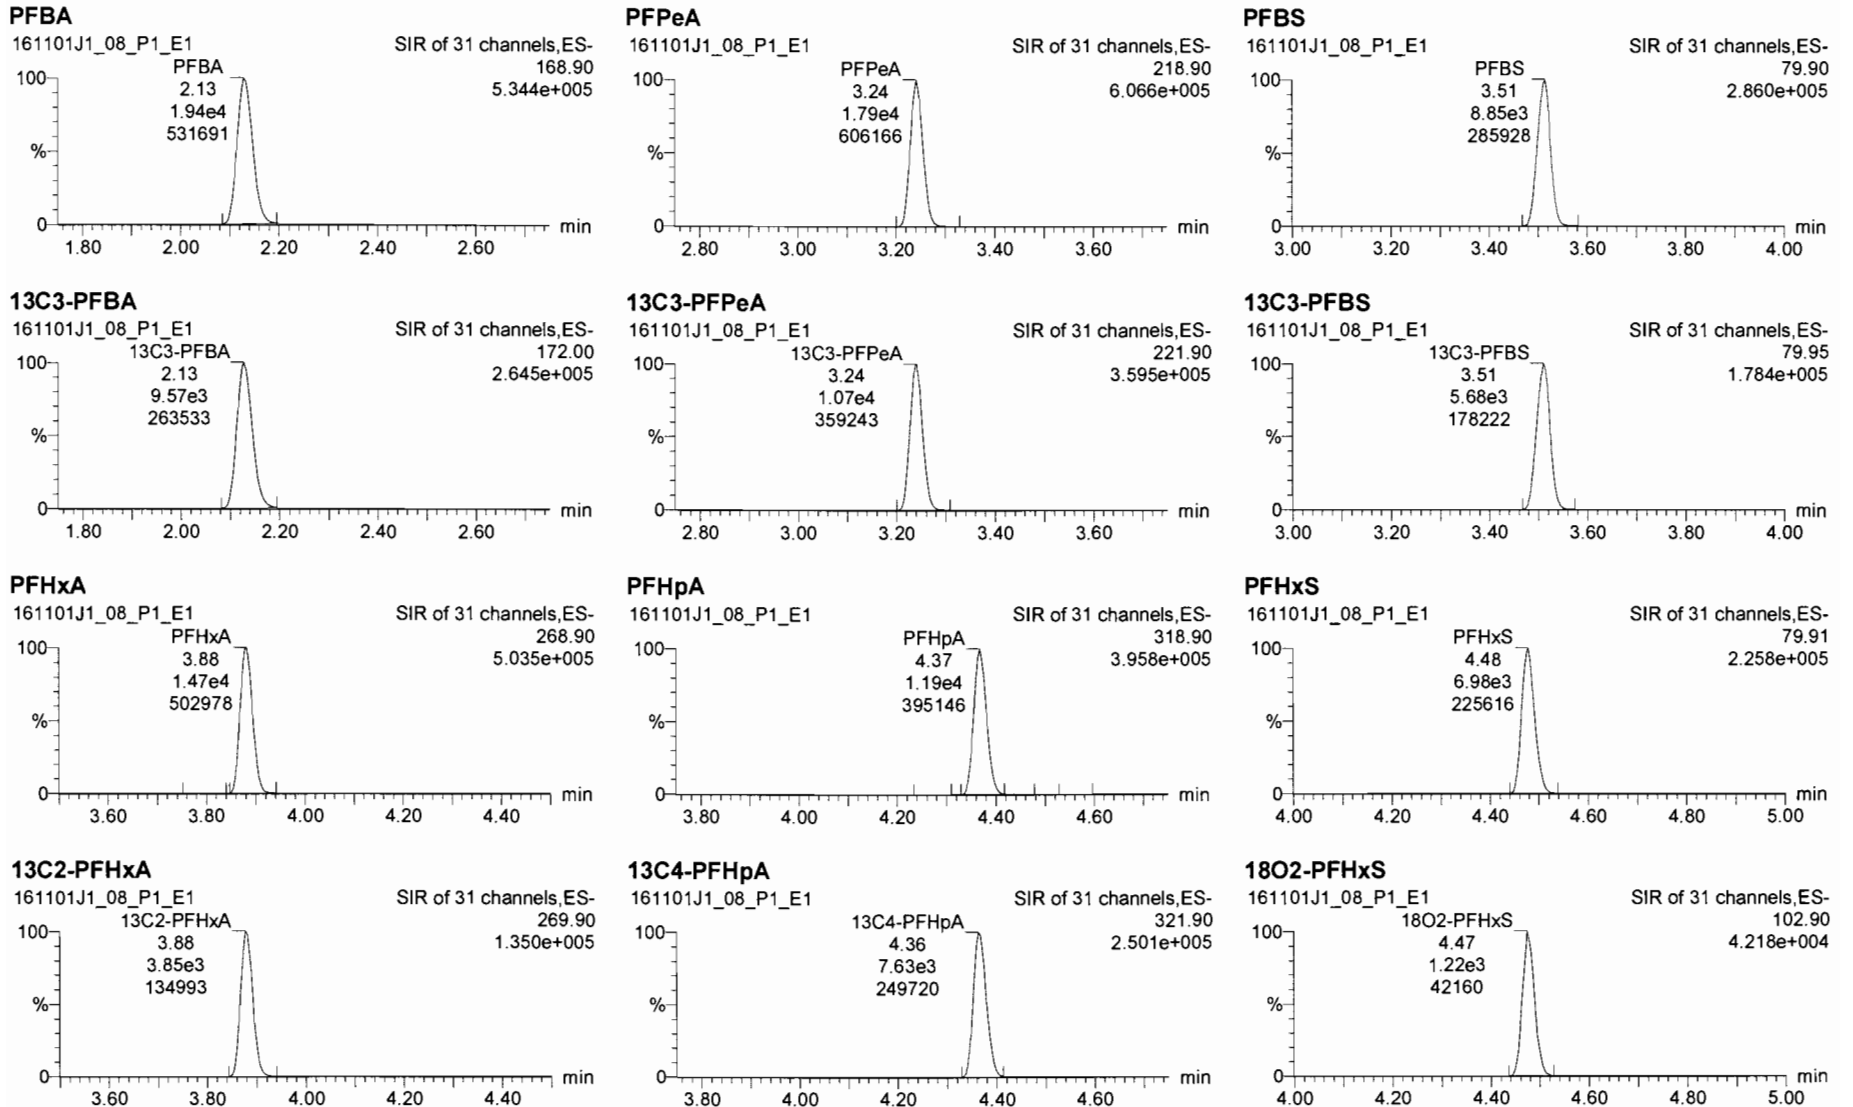 PFBA
161101J1_08_P1_E1
SIR of 31 channels,ES-
168.90
5.344e+005
PFBA
2.13
1.94e4
531691
100
%
0
min
1.80 2.00 2.20 2.40 2.60
PFPeA
161101J1_08_P1_E1
SIR of 31 channels,ES-
218.90
6.066e+005
PFPeA
3.24
1.79e4
606166
100
%
0
min
2.80 3.00 3.20 3.40 3.60
PFBS
161101J1_08_P1_E1
SIR of 31 channels,ES-
79.90
2.860e+005
PFBS
3.51
8.85e3
285928
100
%
0
min
3.00 3.20 3.40 3.60 3.80 4.00
13C3-PFBA
161101J1_08_P1_E1
SIR of 31 channels,ES-
172.00
2.645e+005
13C3-PFBA
2.13
9.57e3
263533
100
%
0
min
1.80 2.00 2.20 2.40 2.60
13C3-PFPeA
161101J1_08_P1_E1
SIR of 31 channels,ES-
221.90
3.595e+005
13C3-PFPeA
3.24
1.07e4
359243
100
%
0
min
2.80 3.00 3.20 3.40 3.60
13C3-PFBS
161101J1_08_P1_E1
SIR of 31 channels,ES-
79.95
1.784e+005
13C3-PFBS
3.51
5.68e3
178222
100
%
0
min
3.00 3.20 3.40 3.60 3.80 4.00
PFHxA
161101J1_08_P1_E1
SIR of 31 channels,ES-
268.90
5.035e+005
PFHxA
3.88
1.47e4
502978
100
%
0
min
3.60 3.80 4.00 4.20 4.40
PFHpA
161101J1_08_P1_E1
SIR of 31 channels,ES-
318.90
3.958e+005
PFHpA
4.37
1.19e4
395146
100
%
0
min
3.80 4.00 4.20 4.40 4.60
PFHxS
161101J1_08_P1_E1
SIR of 31 channels,ES-
79.91
2.258e+005
PFHxS
4.48
6.98e3
225616
100
%
0
min
4.00 4.20 4.40 4.60 4.80 5.00
13C2-PFHxA
161101J1_08_P1_E1
SIR of 31 channels,ES-
269.90
1.350e+005
13C2-PFHxA
3.88
3.85e3
134993
100
%
0
min
3.60 3.80 4.00 4.20 4.40
13C4-PFHpA
161101J1_08_P1_E1
SIR of 31 channels,ES-
321.90
2.501e+005
13C4-PFHpA
4.36
7.63e3
249720
100
%
0
min
3.80 4.00 4.20 4.40 4.60
18O2-PFHxS
161101J1_08_P1_E1
SIR of 31 channels,ES-
102.90
4.218e+004
18O2-PFHxS
4.47
1.22e3
42160
100
%
0
min
4.00 4.20 4.40 4.60 4.80 5.00